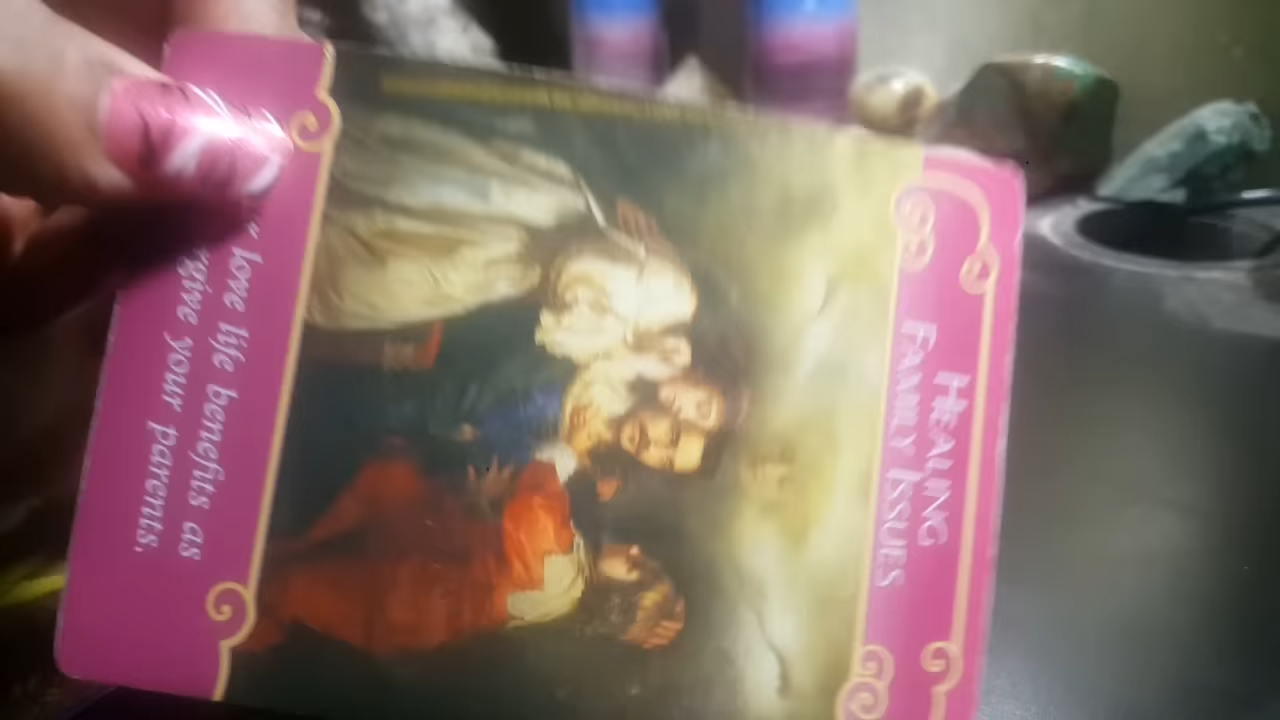 HEALING
FAMILY ISSUES
" love life benefits as
give your parents.